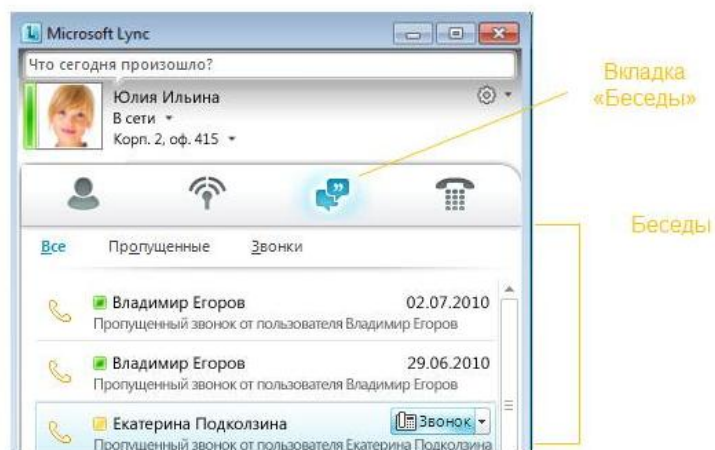 Microsoft Lync
Что сегодня произошло?
Юлия Ильина
В сети
Корп. 2, оф. 415
Вкладка
«Беседы»
Беседы
Все Пропущенные Звонки
Владимир Егоров 02.07.2010
Пропущенный звонок от пользователя Владимир Егоров
Владимир Егоров 29.06.2010
Пропущенный звонок от пользователя Владимир Егоров
Екатерина Подколзина Звонок
Пропущенный звонок от пользователя Екатерина Подколзина